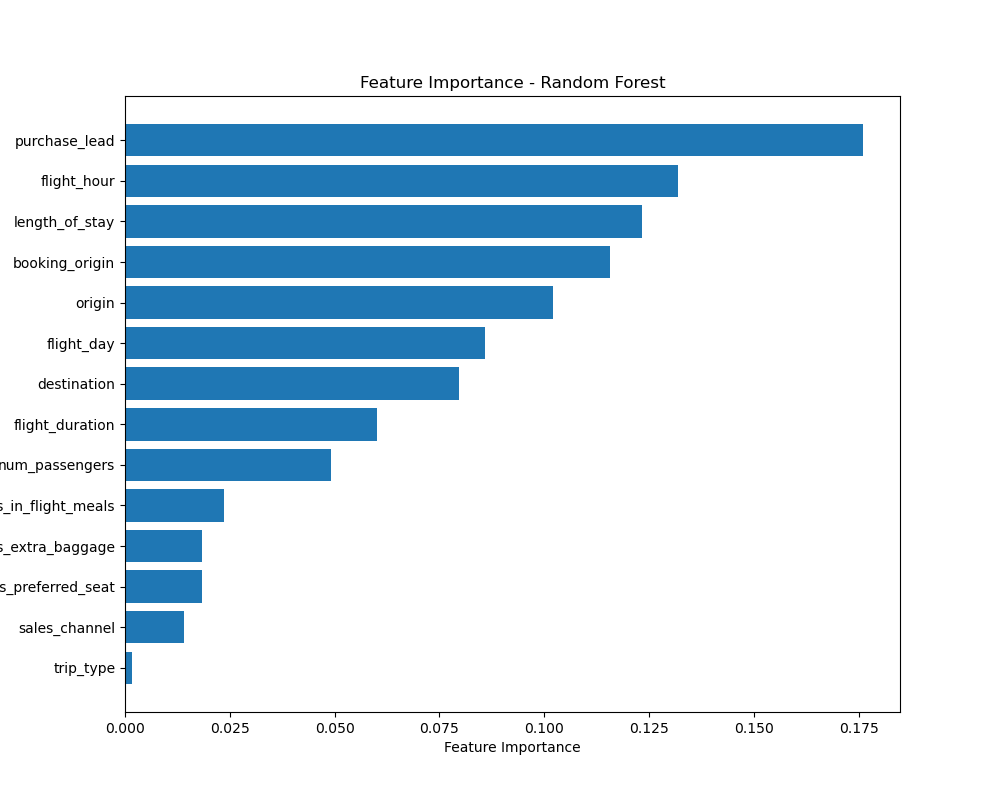 Feature Importance - Random Forest
purchase_lead
flight_hour
length_of_stay
booking_origin
origin
flight_day
destination
flight_duration
num_passengers
s_in_flight_meals
s_extra_baggage
s_preferred_seat
sales_channel
trip_type
0.000 0.025 0.050 0.075 0.100 0.125 0.150 0.175
Feature Importance